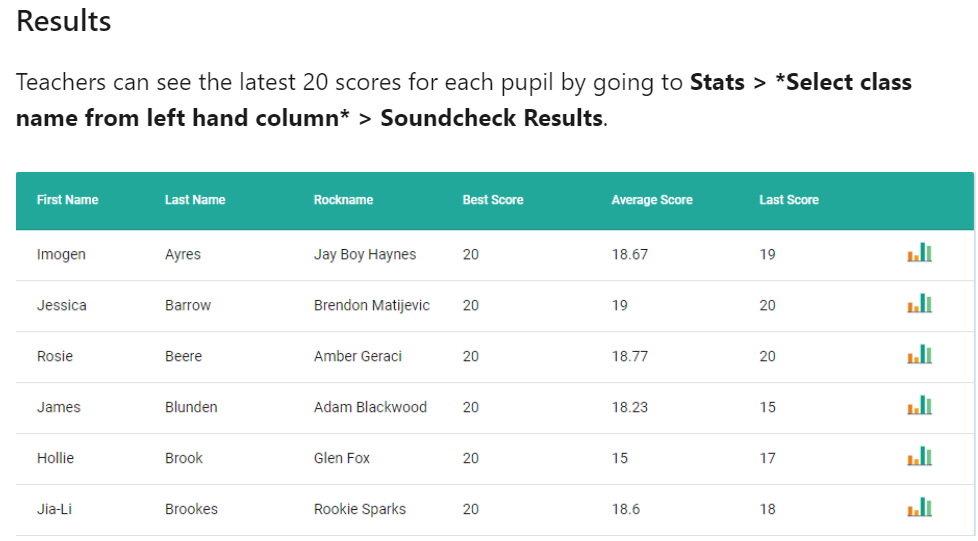 Results
Teachers can see the latest 20 scores for each pupil by going to Stats > *Select class
name from left hand column* > Soundcheck Results.
First Name Last Name Rockname Best Score Average Score Last Score
Imogen Ayres Jay Boy Haynes 20 18.67 19
Jessica Barrow Brendon Matijevic 20 19 20
Rosie Beere Amber Geraci 20 18.77 20
James Blunden Adam Blackwood 20 18.23 15
Hollie Brook Glen Fox 20 15 17
Jia-Li Brookes Rookie Sparks 20 18.6 18